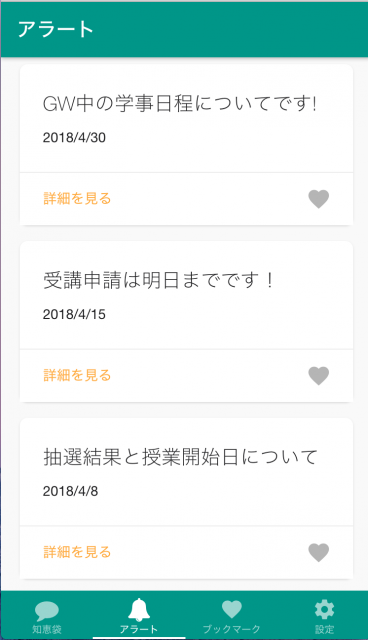 アラート
GW中の学事日程についてです!
2018/4/30
詳細を見る
受講申請は明日までです！
2018/4/15
詳細を見る
抽選結果と授業開始日について
2018/4/8
詳細を見る
知恵袋
アラート
ブックマーク
設定